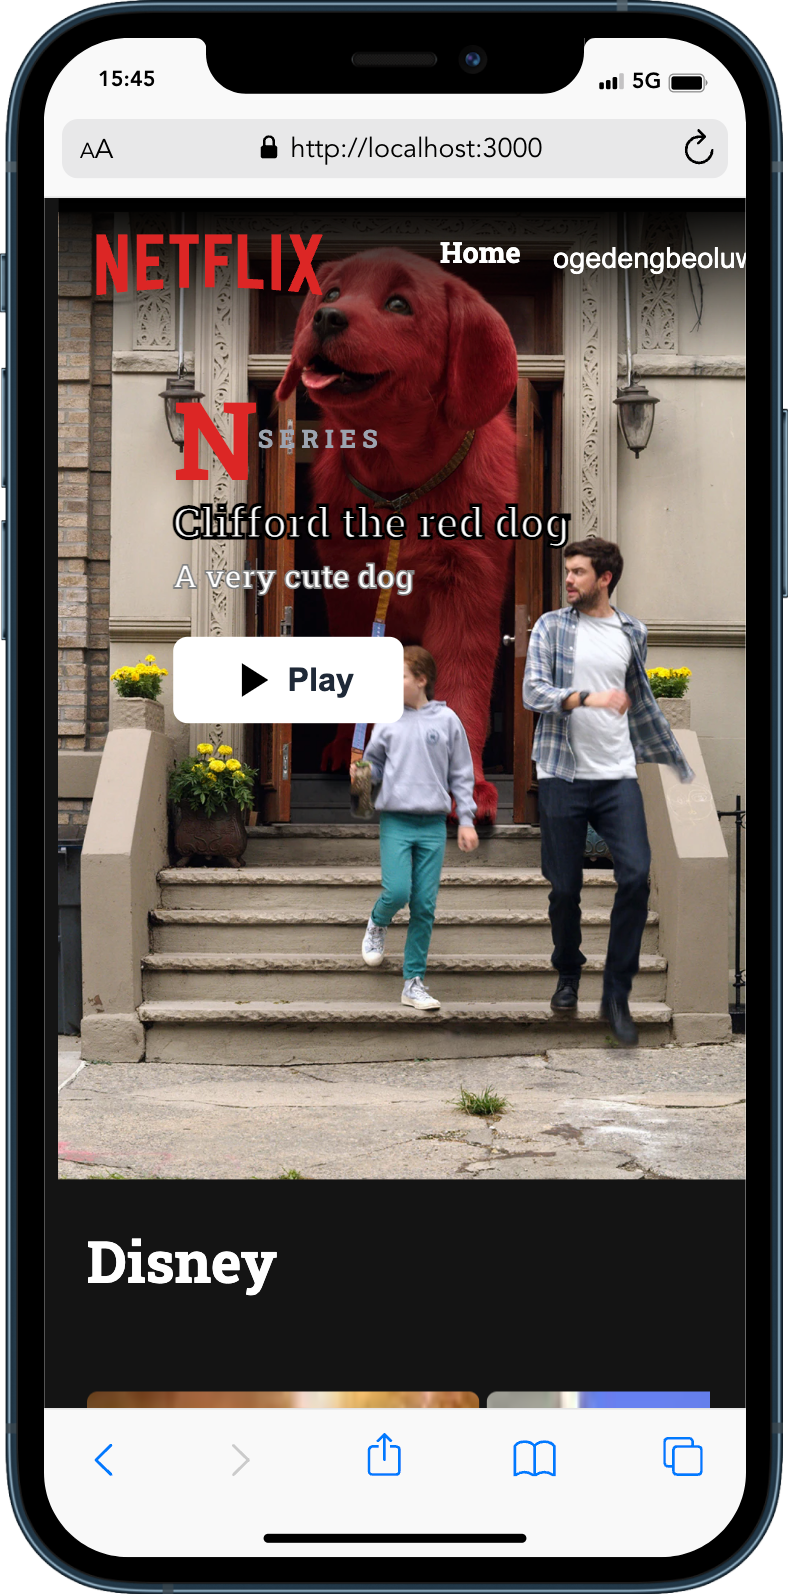 15:45
5G
AA
http://localhost:3000
NETFLIX
Home
ogedengbeoluw
N SERIES
Clifford the red dog
A very cute dog
Play
Disney